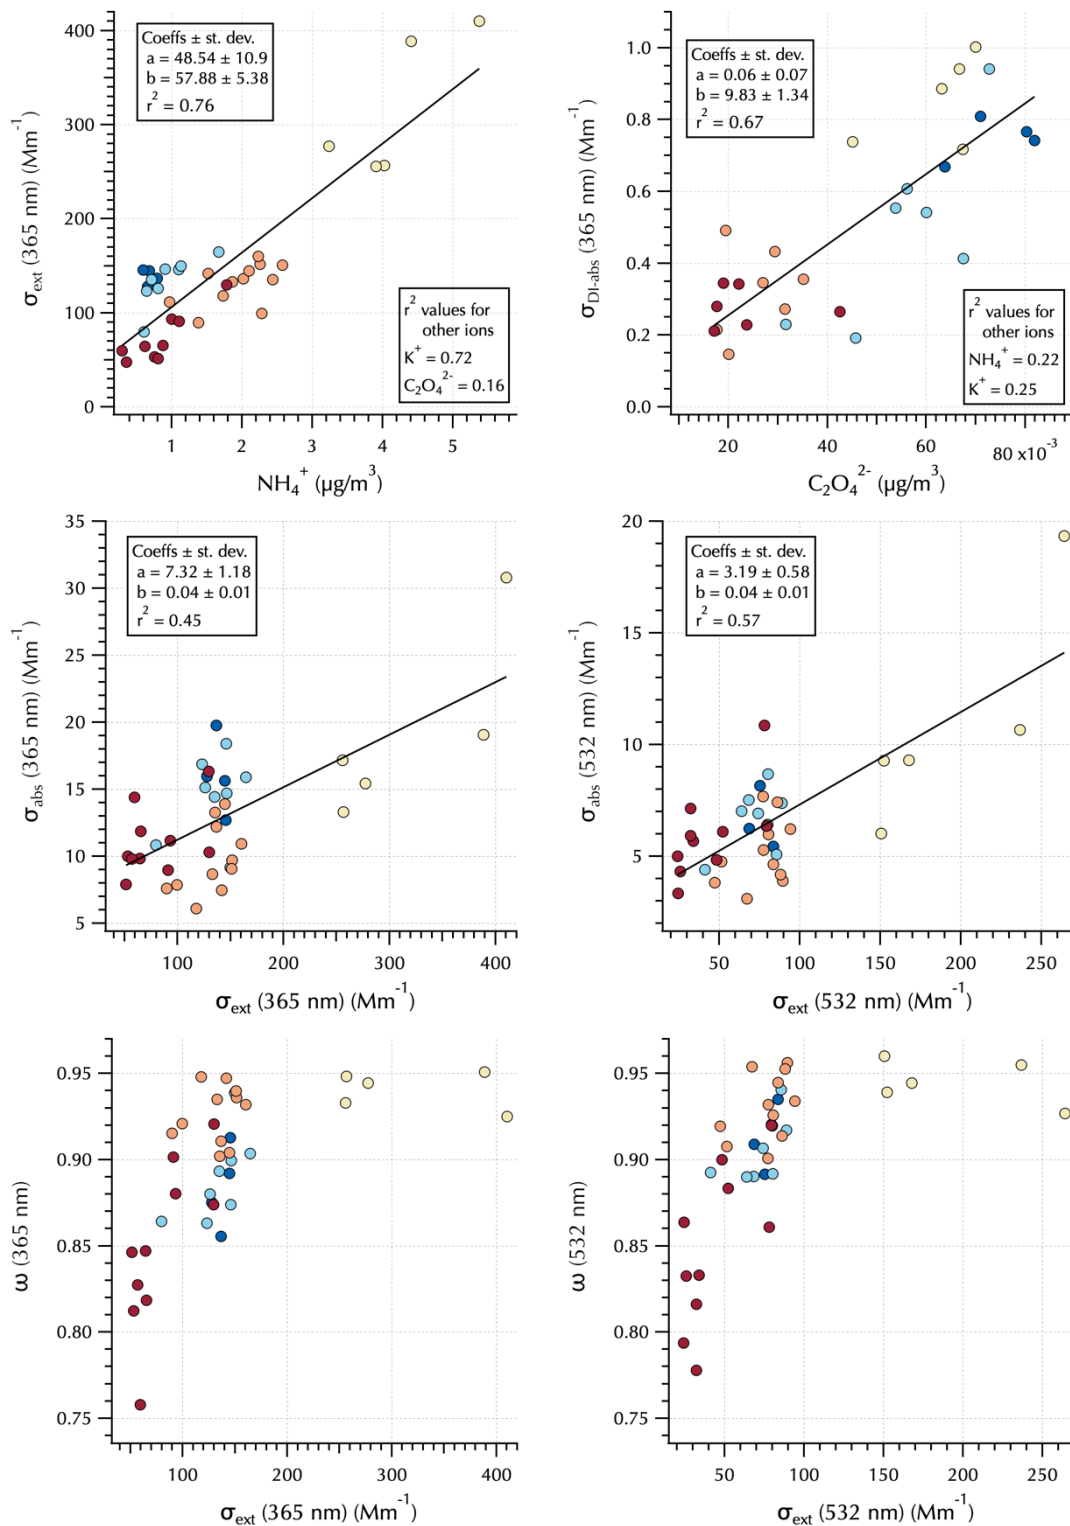 Coeffs ± st. dev.
a = 48.54 ± 10.9
b = 57.88 ± 5.38
r² = 0.76
r² values for
other ions
K⁺ = 0.72
C₂O₄²⁻ = 0.16
400
300
200
100
0
σext (365 nm) (Mm⁻¹)
1 2 3 4 5
NH₄⁺ (µg/m³)
Coeffs ± st. dev.
a = 0.06 ± 0.07
b = 9.83 ± 1.34
r² = 0.67
r² values for
other ions
NH₄⁺ = 0.22
K⁺ = 0.25
1.0
0.8
0.6
0.4
0.2
0.0
σDI-abs (365 nm) (Mm⁻¹)
20 40 60 80 x10⁻³
C₂O₄²⁻ (µg/m³)
Coeffs ± st. dev.
a = 7.32 ± 1.18
b = 0.04 ± 0.01
r² = 0.45
35
30
25
20
15
10
5
σabs (365 nm) (Mm⁻¹)
100 200 300 400
σext (365 nm) (Mm⁻¹)
Coeffs ± st. dev.
a = 3.19 ± 0.58
b = 0.04 ± 0.01
r² = 0.57
20
15
10
5
σabs (532 nm) (Mm⁻¹)
50 100 150 200 250
σext (532 nm) (Mm⁻¹)
0.95
0.90
0.85
0.80
0.75
ω (365 nm)
100 200 300 400
σext (365 nm) (Mm⁻¹)
0.95
0.90
0.85
0.80
0.75
ω (532 nm)
50 100 150 200 250
σext (532 nm) (Mm⁻¹)